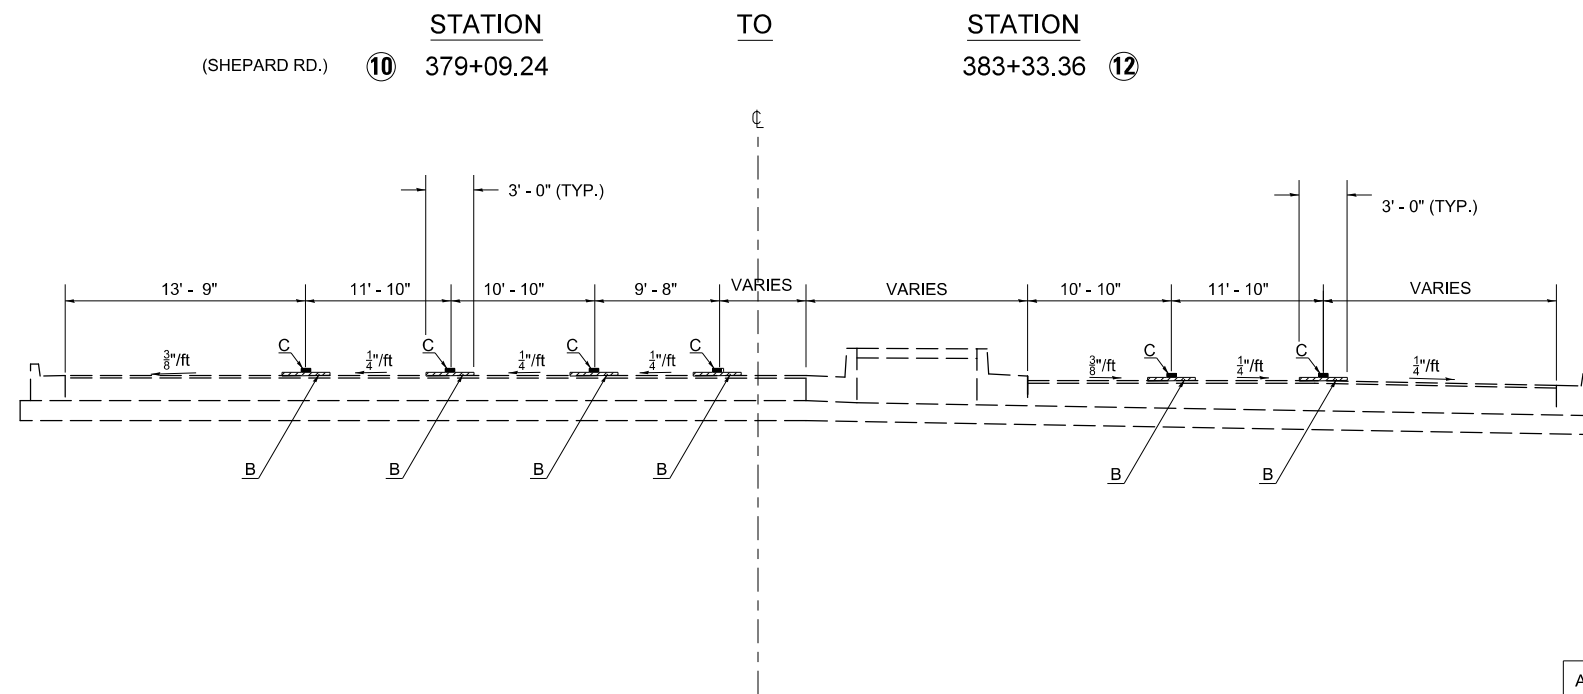 STATION TO STATION
(SHEPARD RD.) 10 379+09.24 383+33.36 12
℄
3' - 0" (TYP.) 3' - 0" (TYP.)
13' - 9" 11' - 10" 10' - 10" 9' - 8" VARIES VARIES 10' - 10" 11' - 10" VARIES
C C C C C C
3/8"/ft 1/4"/ft 1/4"/ft 1/4"/ft 3/8"/ft 1/4"/ft 1/4"/ft
B B B B B B
A